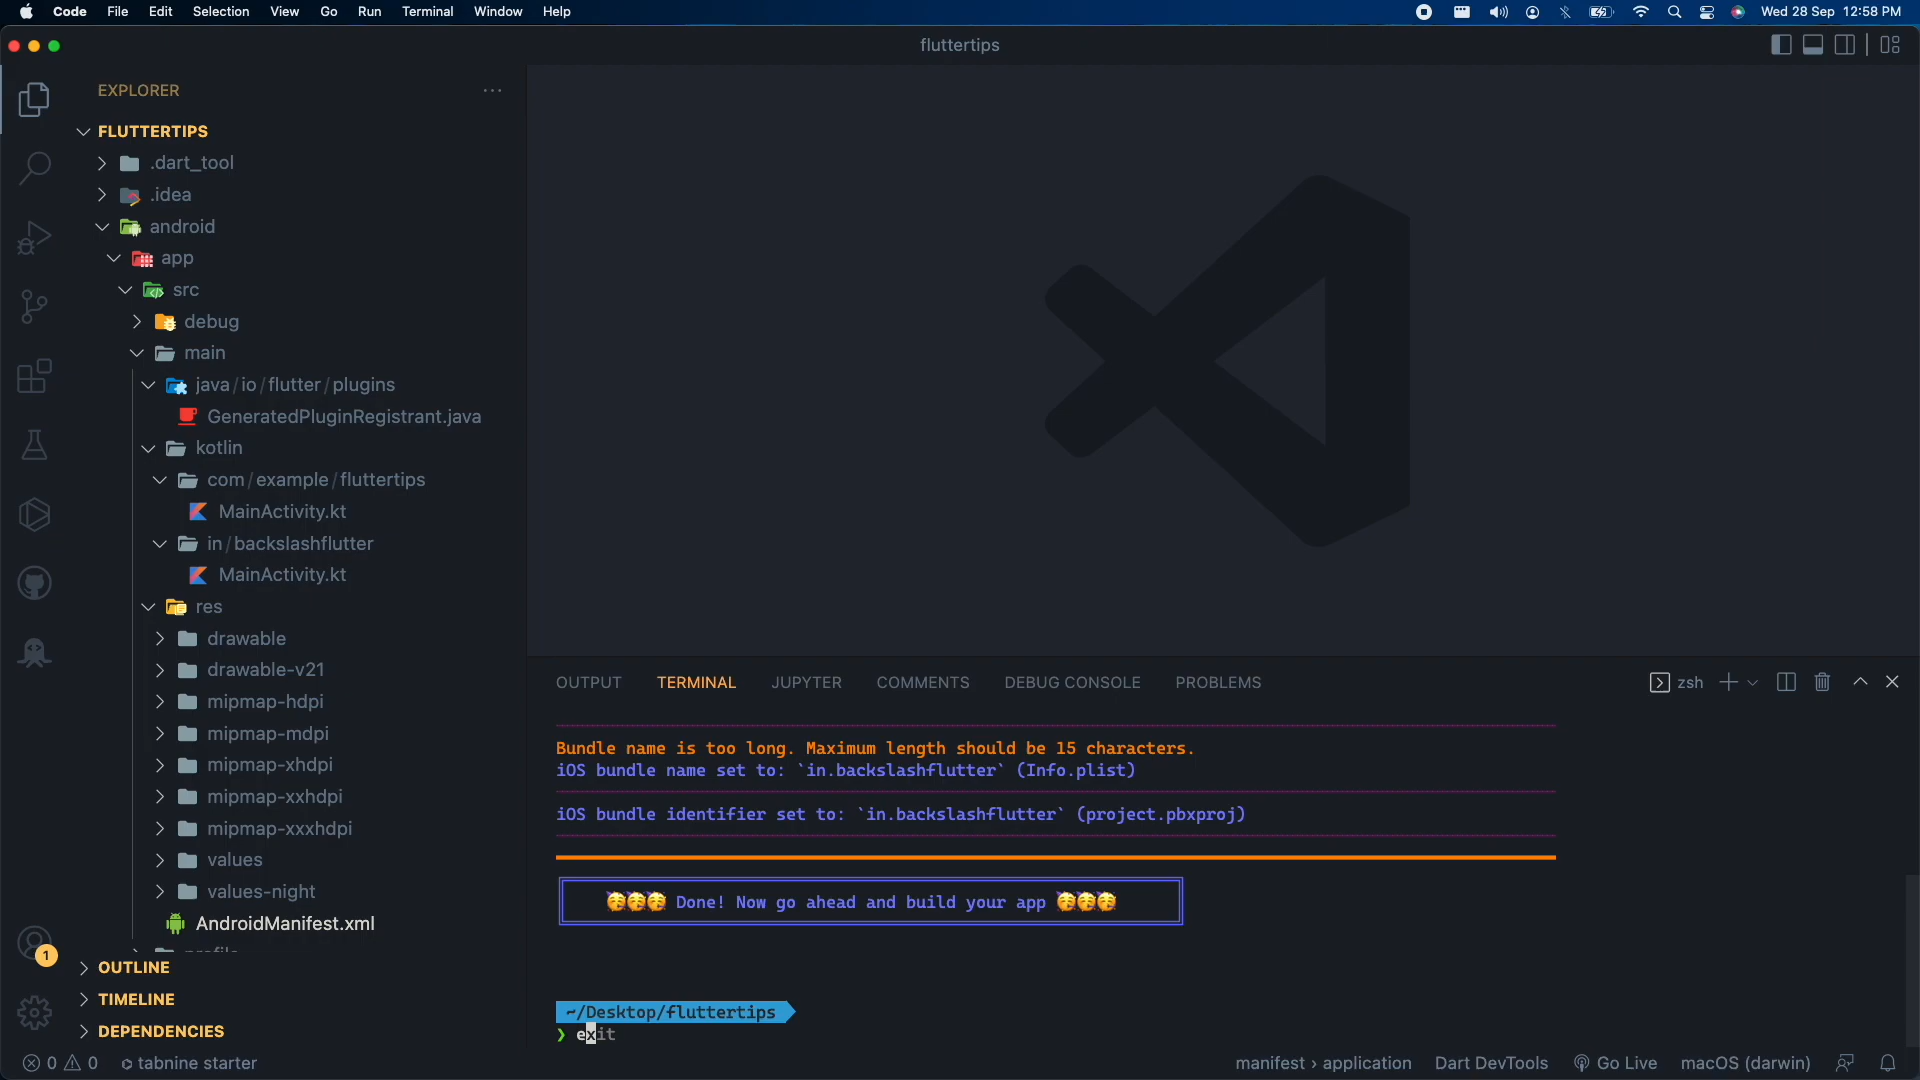 Code File Edit Selection View Go Run Terminal Window Help
Wed 28 Sep 12:58 PM
fluttertips
EXPLORER
FLUTTERTIPS
.dart_tool
.idea
android
app
src
debug
main
java/io/flutter/plugins
GeneratedPluginRegistrant.java
kotlin
com/example/fluttertips
MainActivity.kt
in/backslashflutter
MainActivity.kt
res
drawable
drawable-v21
mipmap-hdpi
mipmap-mdpi
mipmap-xhdpi
mipmap-xxhdpi
mipmap-xxxhdpi
values
values-night
AndroidManifest.xml
OUTLINE
TIMELINE
DEPENDENCIES
1
OUTPUT TERMINAL JUPYTER COMMENTS DEBUG CONSOLE PROBLEMS
zsh
Bundle name is too long. Maximum length should be 15 characters.
iOS bundle name set to: `in.backslashflutter` (Info.plist)
iOS bundle identifier set to: `in.backslashflutter` (project.pbxproj)
🥳🥳🥳 Done! Now go ahead and build your app 🥳🥳🥳
~/Desktop/fluttertips
❯ exit
0 0 tabnine starter
manifest › application Dart DevTools Go Live macOS (darwin)